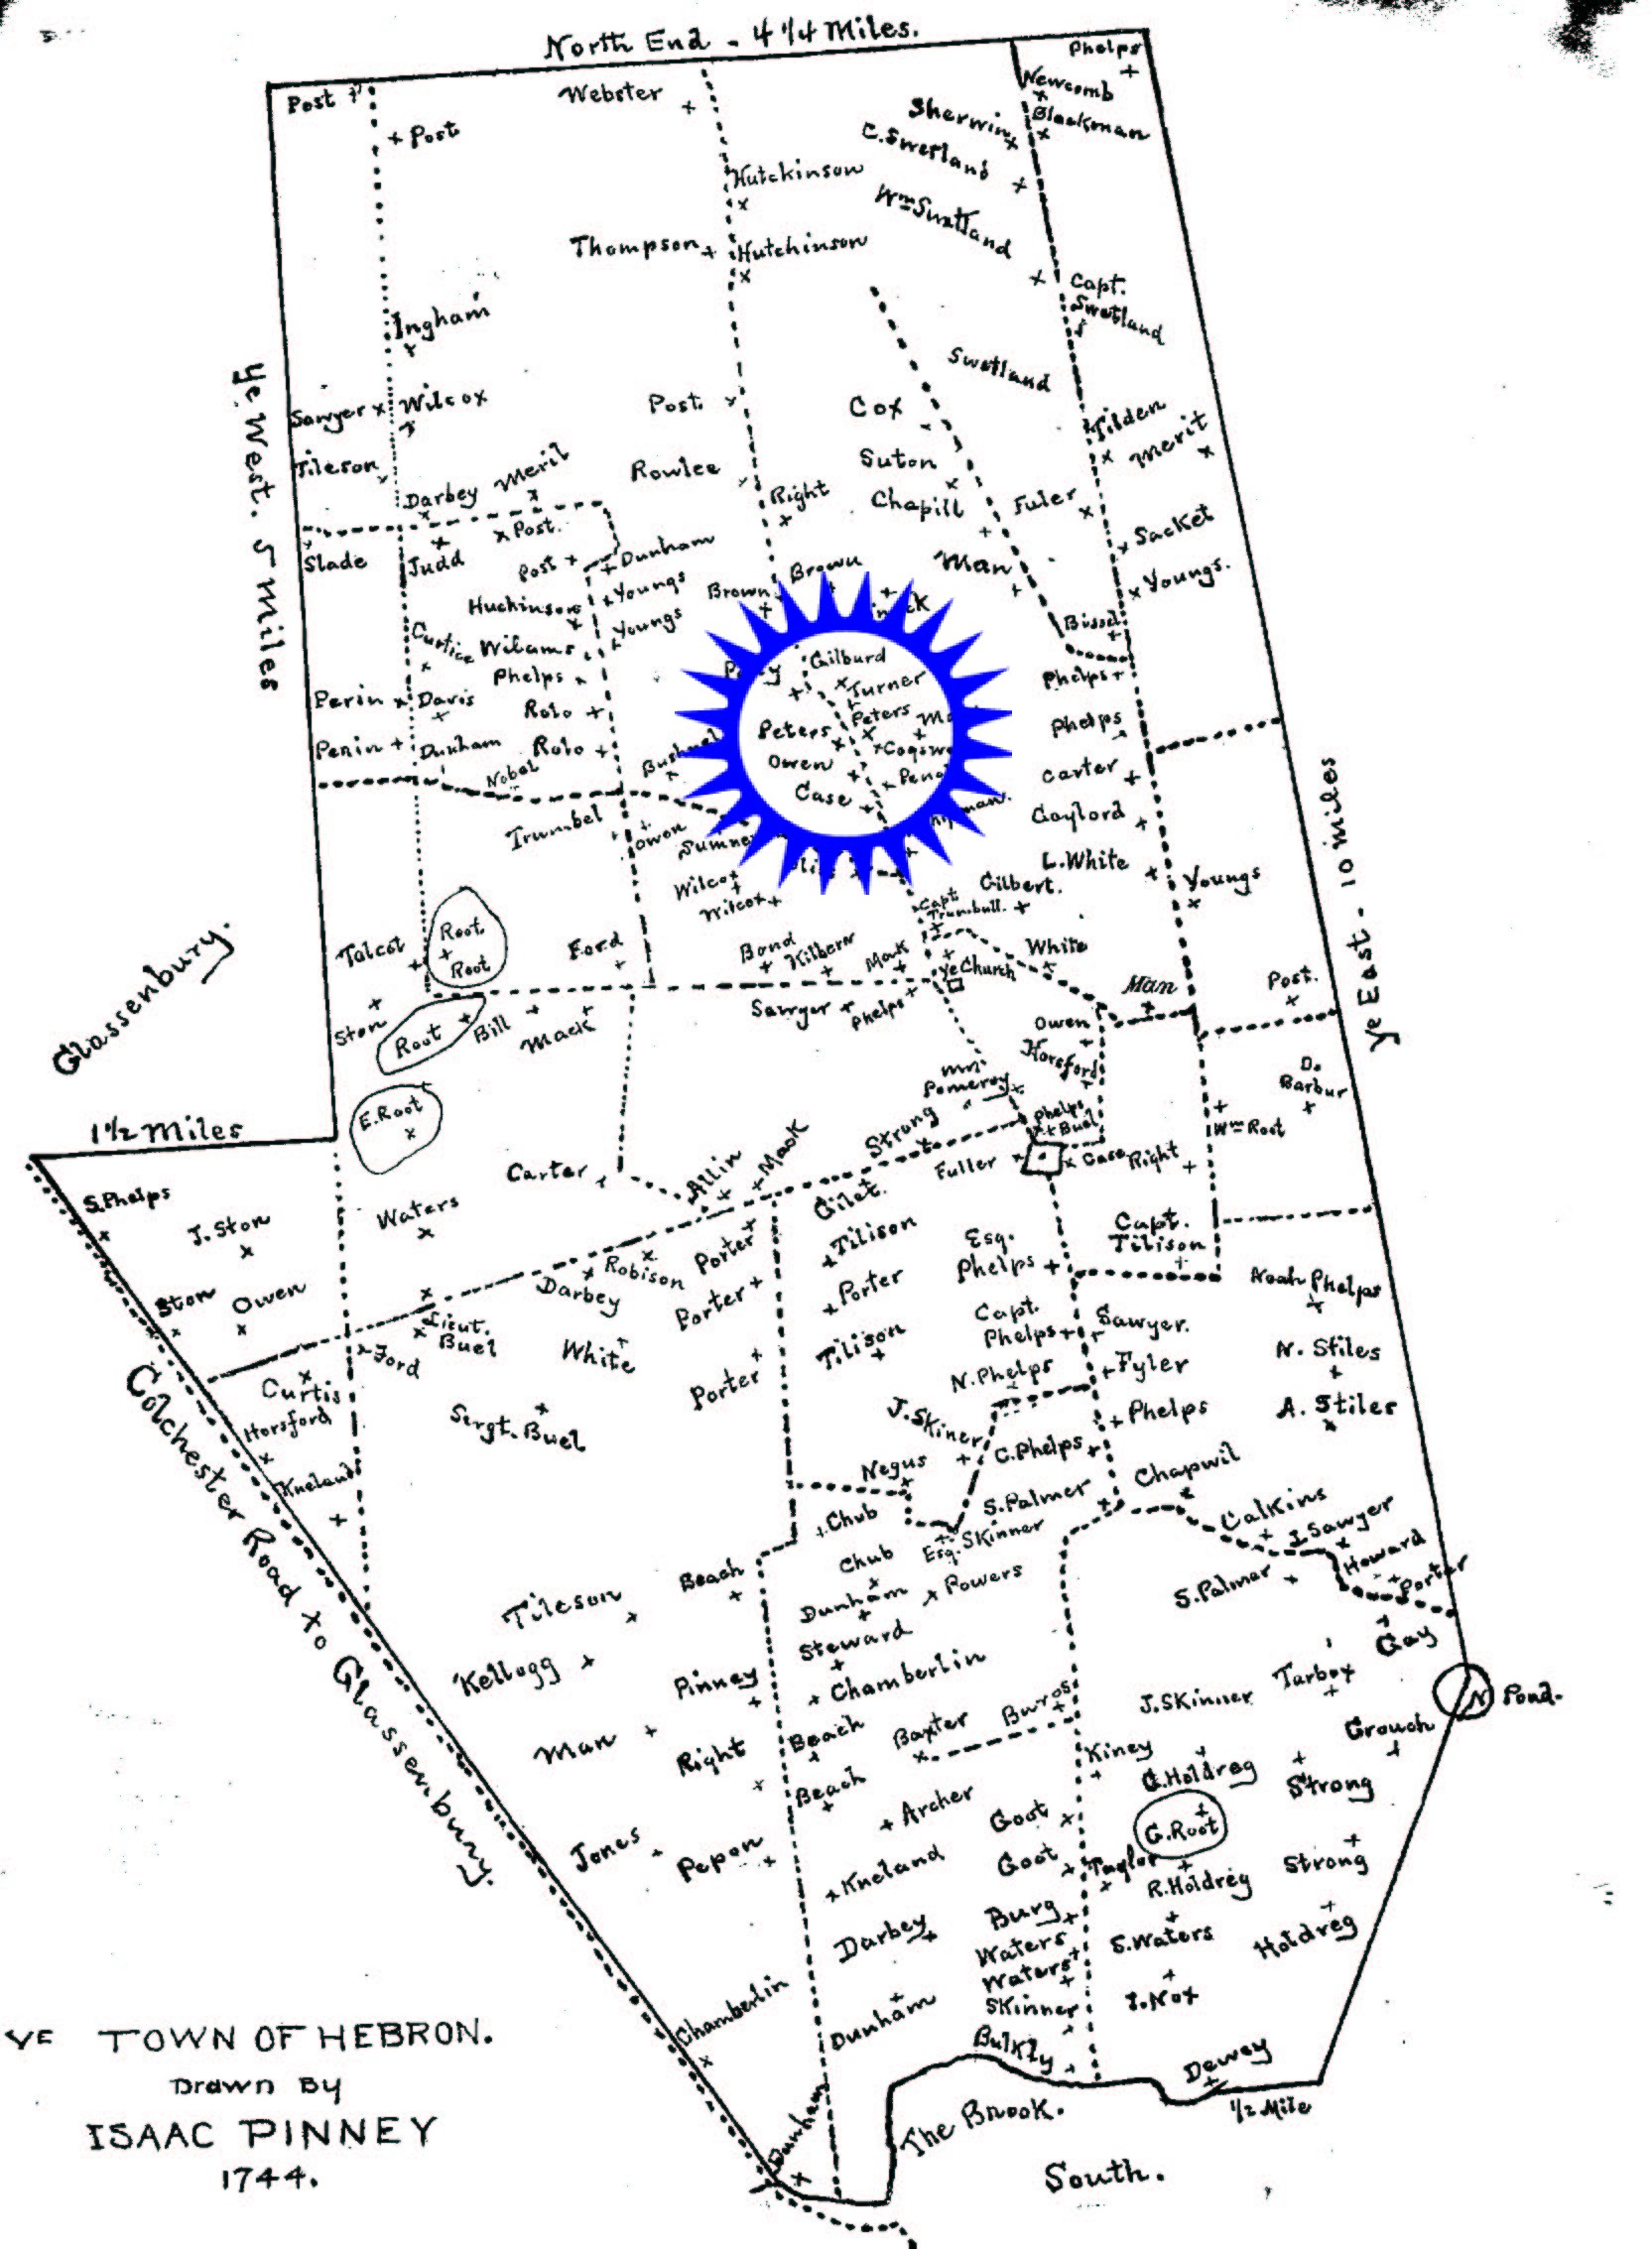 North End - 4 1/4 Miles.
Phelps
Post
Webster
Newcomb
Post
Sherwin
Blackman
C. Swetland
Hutchinson
Wm Swetland
Thompson
Hutchinson
Capt.
Swetland
Ingham
Swetland
Ye West. 5 Miles
Sawyer
Wilcox
Post.
Cox
Tilden
Merit
Tileson
Meril
Rowlee
Suton
Darbey
Right
Chapill
Fuler
Post.
Sacket
Slade
Judd
Post
Dunham
Man
Youngs.
Huchinson
Youngs
Brown
Brown
Curtice
Wilams
Youngs
Bissel
Phelps
Gilburd
Phelps
Perin
Davis
Rolo
Turner
Peters
Peters
Phelps
Perin
Dunham
Rolo
Owen
Carter
Nobel
Case
Trumbel
Owen
Gaylord
Wilcox
Wilcox
L. White
Youngs
Gilbert.
Capt.
Trumbull.
Ye East - 10 miles
Glassenbury.
Talcot
Root.
Root
Ford
Bond
Kilbern
Mack
Ye Church
White
Man
Post.
Ston
Root
Bill
Mack
Sawyer
Phelps
Owen
Horsford
Mr.
Pomeroy
D.
Barbur
1 1/2 Miles
E. Root
Strong
Phelps
Buel
Wm Root
Carter
Allin
Mack
Fuller
Case
Right
S. Phelps
J. Ston
Waters
Gilet.
Tilison
Esq.
Phelps
Capt.
Tilison
Ston
Owen
Robison
Porter
Darbey
Porter
Porter
Noah Phelps
Lieut.
Buel
Capt.
Phelps
Sawyer.
Ford
White
Tilison
N. Stiles
Curtis
Porter
N. Phelps
Fyler
Horsford
Sergt. Buel
J. Skiner
Phelps
A. Stiles
Kneland
Negus
C. Phelps
Chapwil
Colchester Road to Glassenbury.
S. Palmer
Calkins
Chub
Esq. Skinner
I. Sawyer
Howard
Tileson
Beach
Chub
Powers
S. Palmer
Porter
Dunham
Steward
Gay
Kellogg
Pinney
Chamberlin
Tarbox
Buros
J. Skinner
Pond.
Man
Right
Beach
Baxter
Kiney
Grouch
Beach
G. Holdreg
Strong
Archer
Goot
G. Root
Jones
Pepon
Goot
Taylor
Strong
Kneland
R. Holdreg
Burg
Darbey
Waters
S. Waters
Holdreg
Waters
Chamberlin
Dunham
Skinner
Bulkly
Dewey
YE TOWN OF HEBRON.
Drawn By
ISAAC PINNEY
1744.
Dunham
The Brook.
1/2 Mile
South.